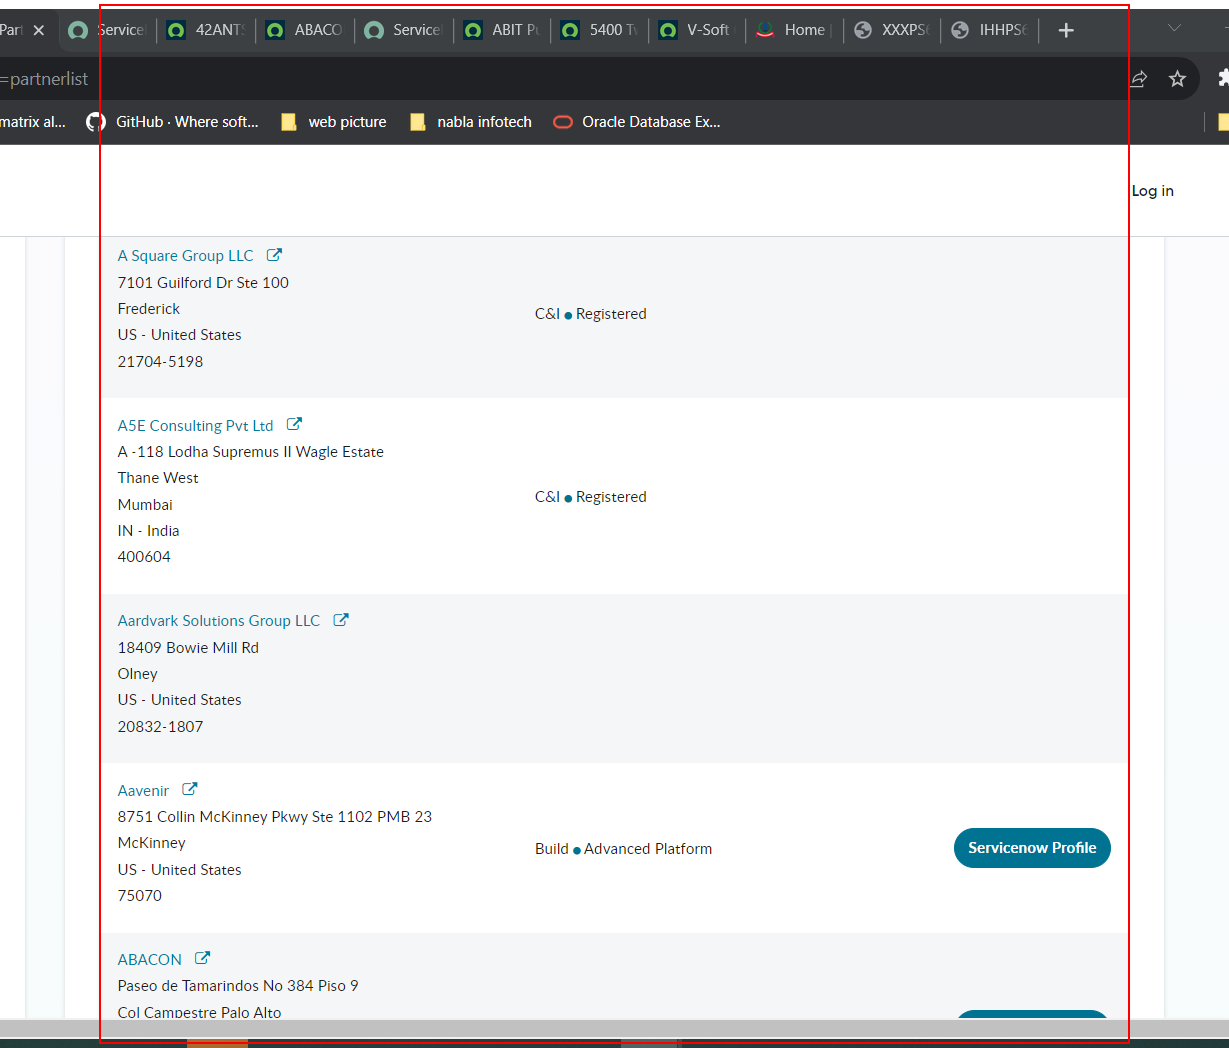 Part
Service
42ANTS
ABACO
Service
ABIT Pu
5400 Tw
V-Soft
Home
XXXPS6
IHHPS6
=partnerlist
matrix al...
GitHub · Where soft...
web picture
nabla infotech
Oracle Database Ex...
Log in
A Square Group LLC
7101 Guilford Dr Ste 100
Frederick
US - United States
21704-5198
C&I ● Registered
A5E Consulting Pvt Ltd
A -118 Lodha Supremus II Wagle Estate
Thane West
Mumbai
IN - India
400604
C&I ● Registered
Aardvark Solutions Group LLC
18409 Bowie Mill Rd
Olney
US - United States
20832-1807
Aavenir
8751 Collin McKinney Pkwy Ste 1102 PMB 23
McKinney
US - United States
75070
Build ● Advanced Platform
Servicenow Profile
ABACON
Paseo de Tamarindos No 384 Piso 9
Col Campestre Palo Alto